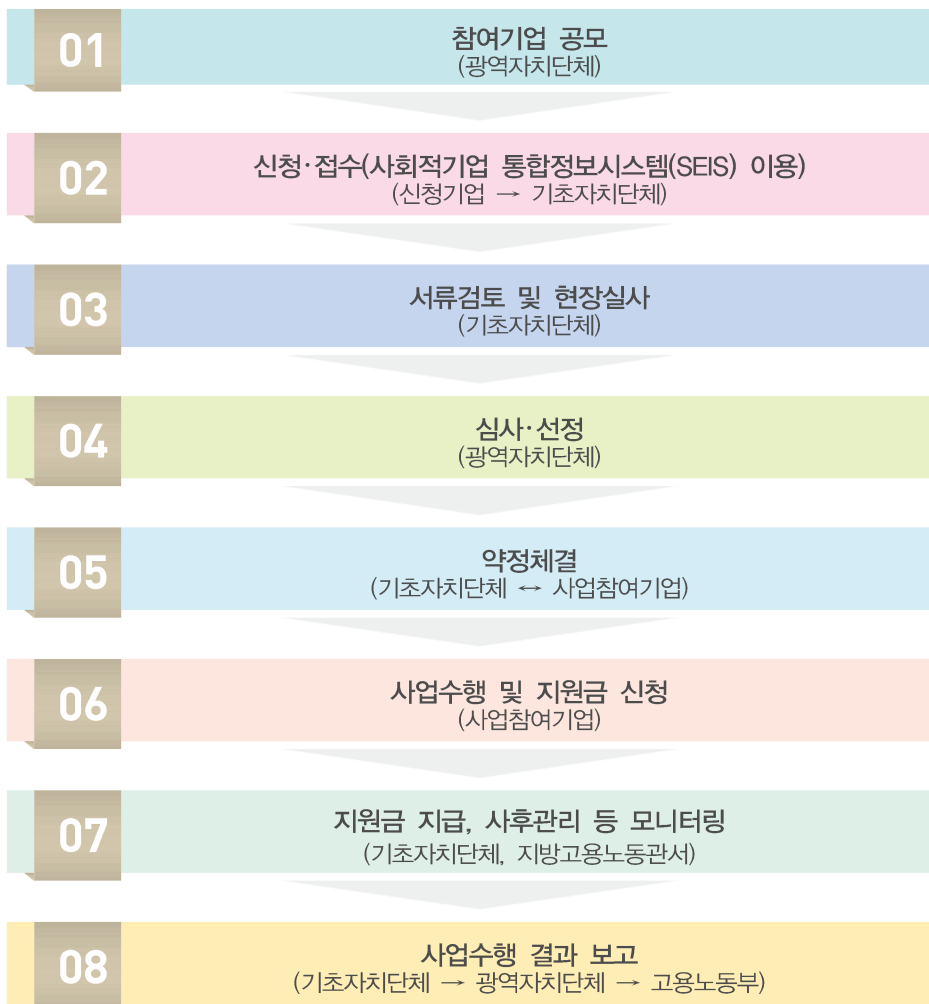 01
참여기업 공모
(광역자치단체)
02
신청·접수(사회적기업 통합정보시스템(SEIS) 이용)
(신청기업 → 기초자치단체)
03
서류검토 및 현장실사
(기초자치단체)
04
심사·선정
(광역자치단체)
05
약정체결
(기초자치단체 ↔ 사업참여기업)
06
사업수행 및 지원금 신청
(사업참여기업)
07
지원금 지급, 사후관리 등 모니터링
(기초자치단체, 지방고용노동관서)
08
사업수행 결과 보고
(기초자치단체 → 광역자치단체 → 고용노동부)